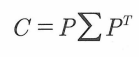 C = P∑P^T